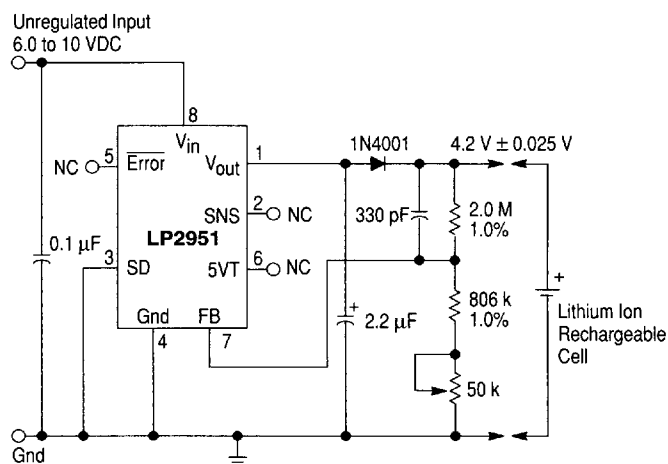 Unregulated Input
6.0 to 10 VDC
8
Vin
5
NC
Error
Vout
1
1N4001
4.2 V ± 0.025 V
SNS
2
NC
330 pF
2.0 M
1.0%
LP2951
0.1 µF
3
SD
5VT
6
NC
+
806 k
1.0%
Lithium Ion
Rechargeable
Cell
Gnd
FB
4
7
+
2.2 µF
50 k
Gnd